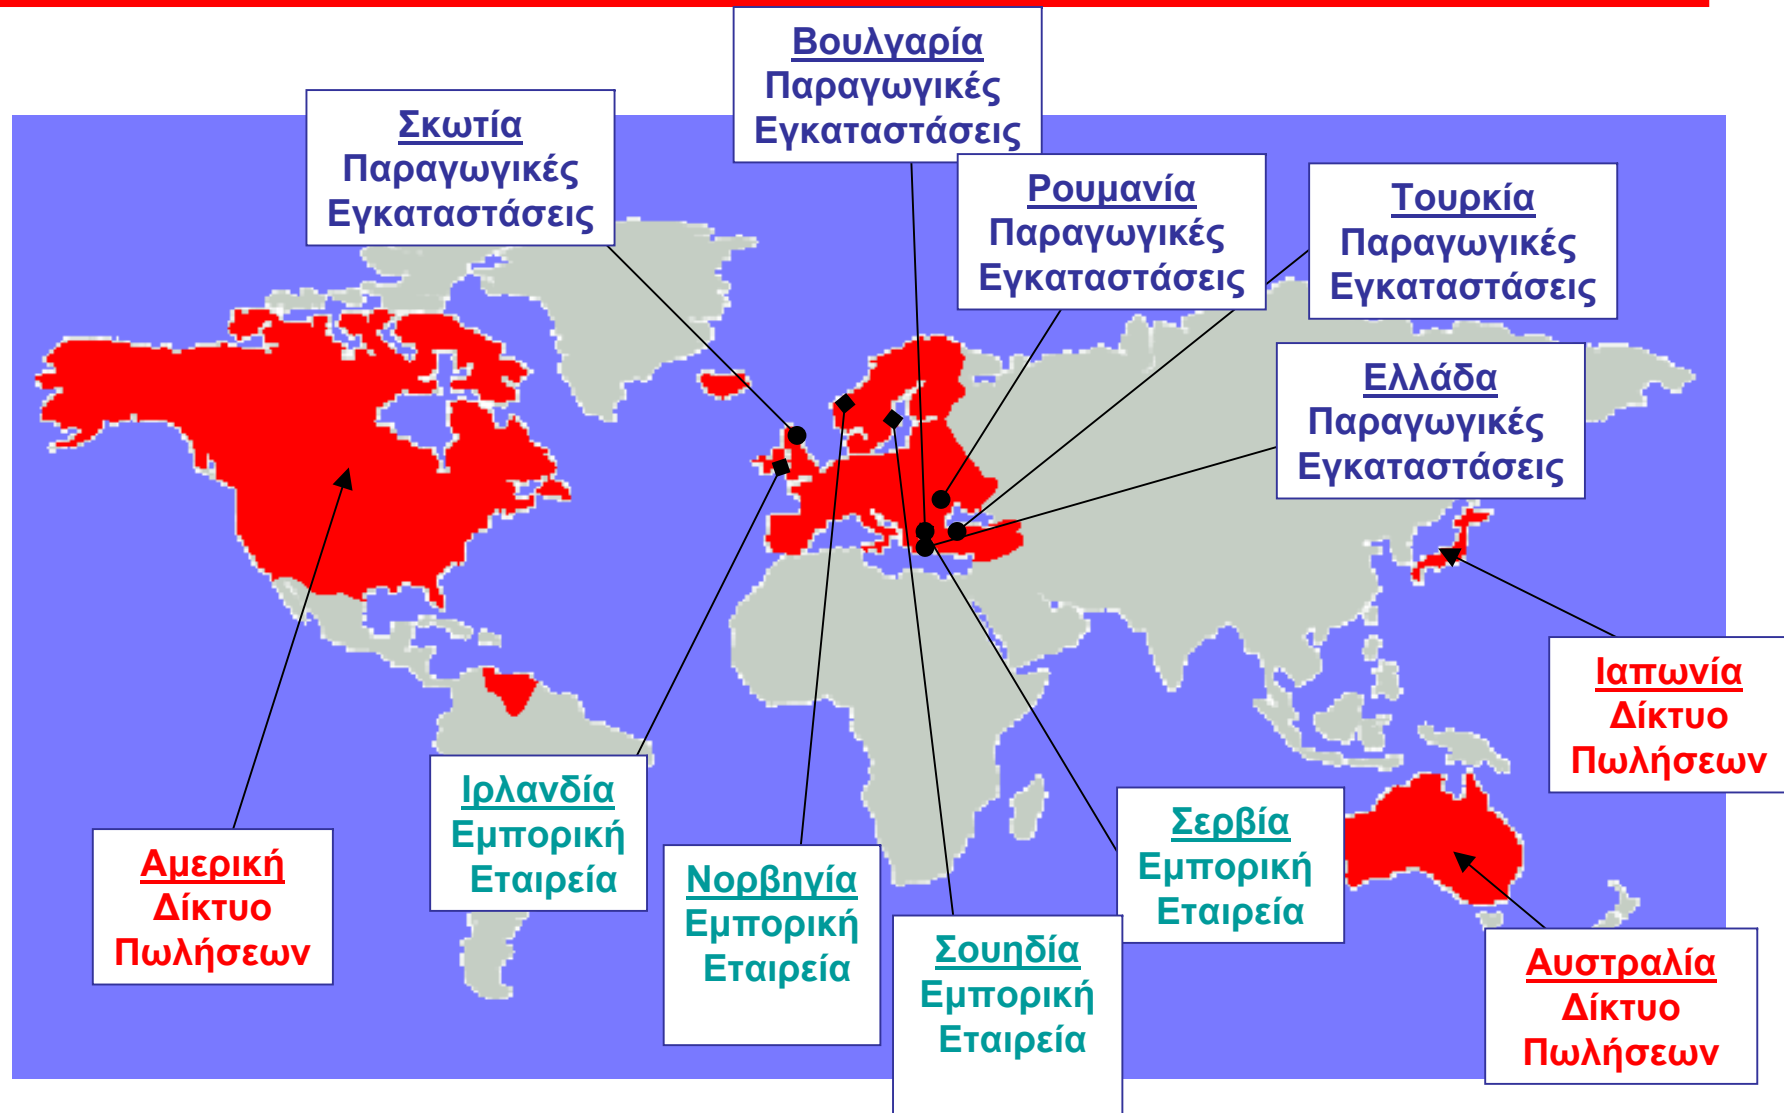 Βουλγαρία
Παραγωγικές
Εγκαταστάσεις
Σκωτία
Παραγωγικές
Εγκαταστάσεις
Ρουμανία
Παραγωγικές
Εγκαταστάσεις
Τουρκία
Παραγωγικές
Εγκαταστάσεις
Ελλάδα
Παραγωγικές
Εγκαταστάσεις
Ιαπωνία
Δίκτυο
Πωλήσεων
Ιρλανδία
Εμπορική
Εταιρεία
Σερβία
Εμπορική
Εταιρεία
Αμερική
Δίκτυο
Πωλήσεων
Νορβηγία
Εμπορική
Εταιρεία
Σουηδία
Εμπορική
Εταιρεία
Αυστραλία
Δίκτυο
Πωλήσεων